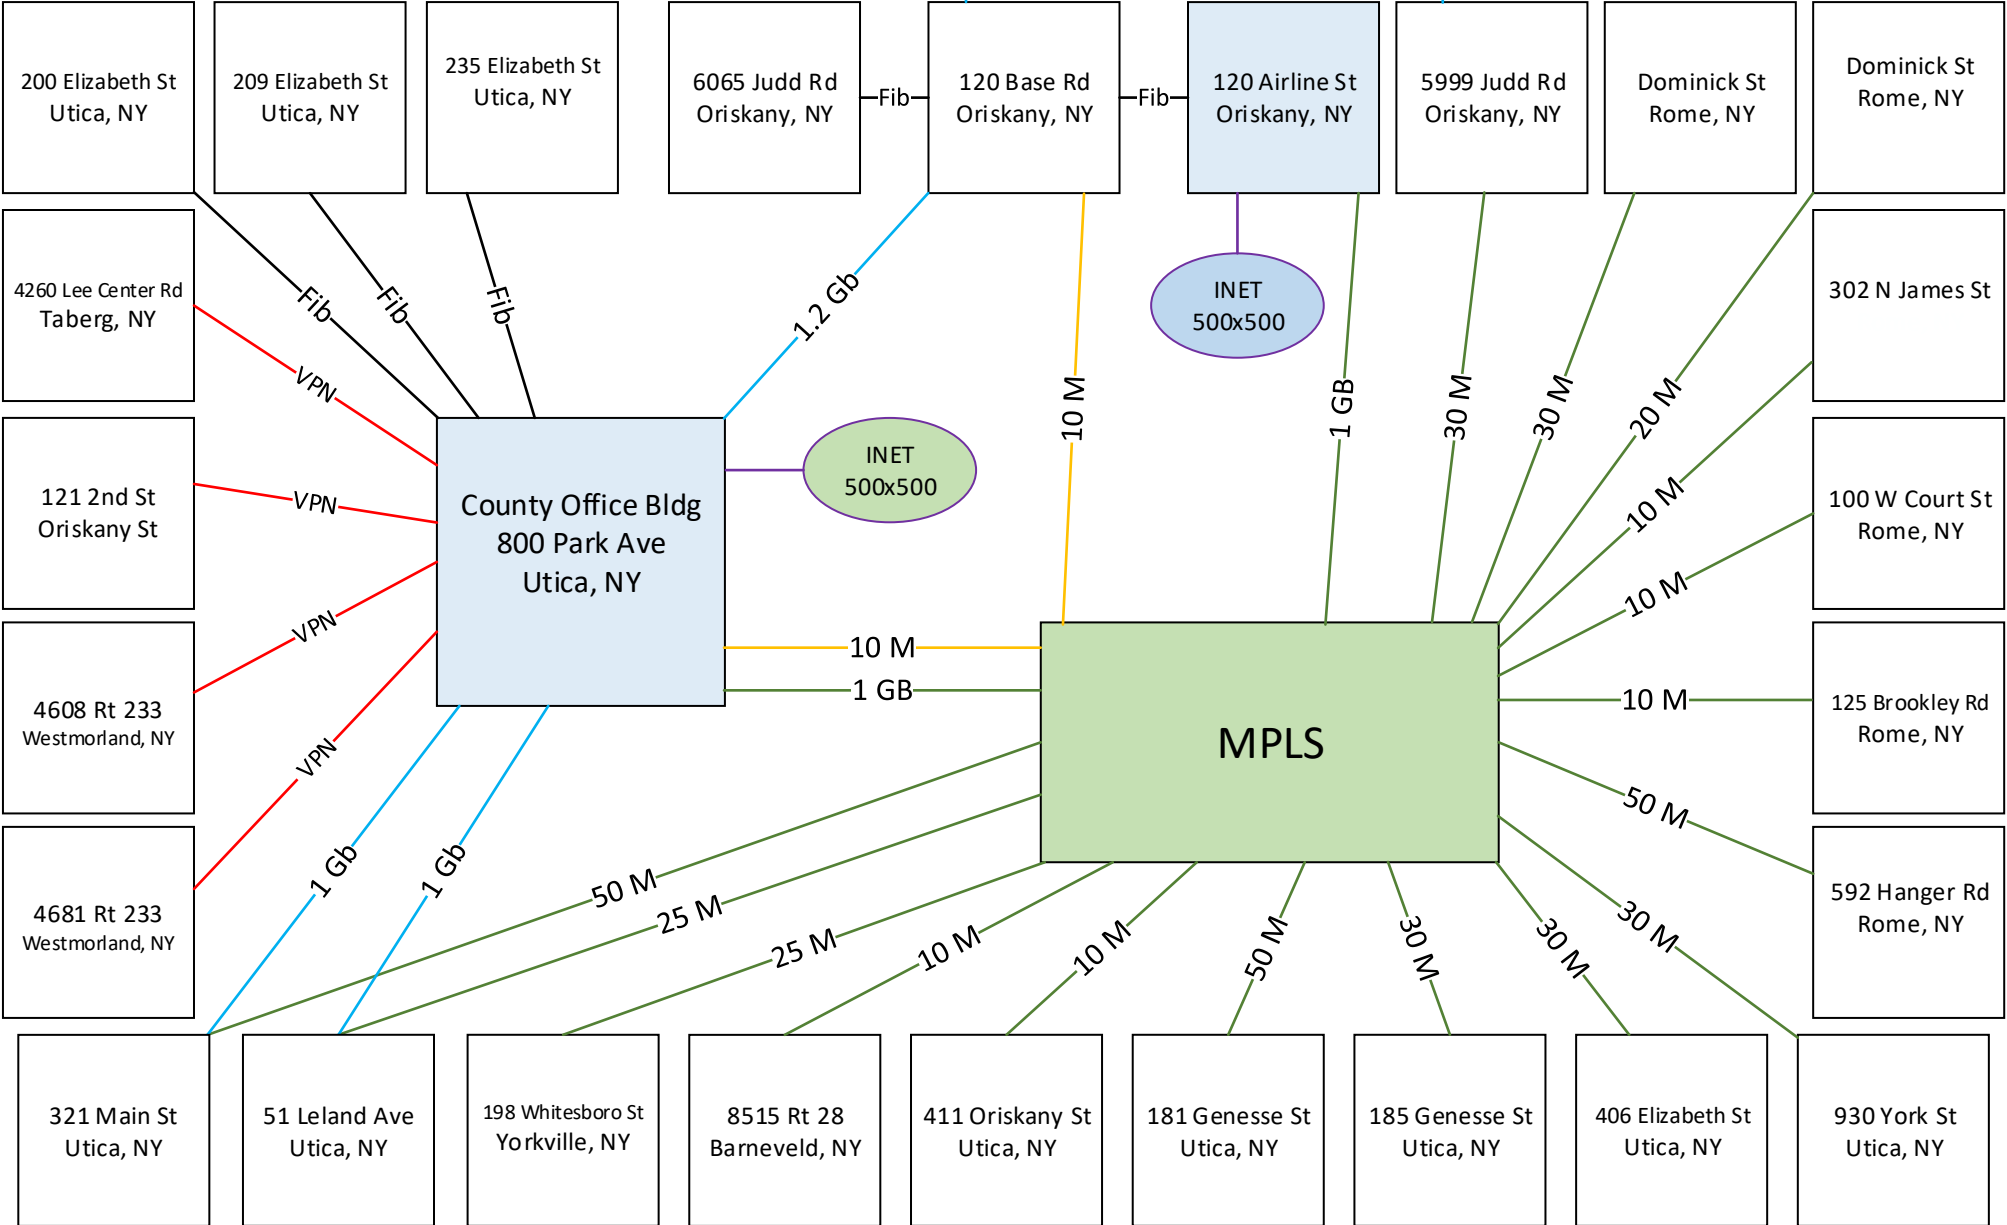 200 Elizabeth St
Utica, NY
209 Elizabeth St
Utica, NY
235 Elizabeth St
Utica, NY
6065 Judd Rd
Oriskany, NY
Fib
120 Base Rd
Oriskany, NY
Fib
120 Airline St
Oriskany, NY
5999 Judd Rd
Oriskany, NY
Dominick St
Rome, NY
Dominick St
Rome, NY
4260 Lee Center Rd
Taberg, NY
Fib
Fib
Fib
1.2 Gb
INET
500x500
302 N James St
VPN
10 M
1 GB
30 M
30 M
20 M
121 2nd St
Oriskany St
VPN
County Office Bldg
800 Park Ave
Utica, NY
INET
500x500
10 M
100 W Court St
Rome, NY
10 M
VPN
10 M
1 GB
4608 Rt 233
Westmorland, NY
VPN
MPLS
10 M
125 Brookley Rd
Rome, NY
50 M
4681 Rt 233
Westmorland, NY
1 Gb
1 Gb
50 M
25 M
25 M
10 M
10 M
50 M
30 M
30 M
30 M
592 Hanger Rd
Rome, NY
321 Main St
Utica, NY
51 Leland Ave
Utica, NY
198 Whitesboro St
Yorkville, NY
8515 Rt 28
Barneveld, NY
411 Oriskany St
Utica, NY
181 Genesse St
Utica, NY
185 Genesse St
Utica, NY
406 Elizabeth St
Utica, NY
930 York St
Utica, NY